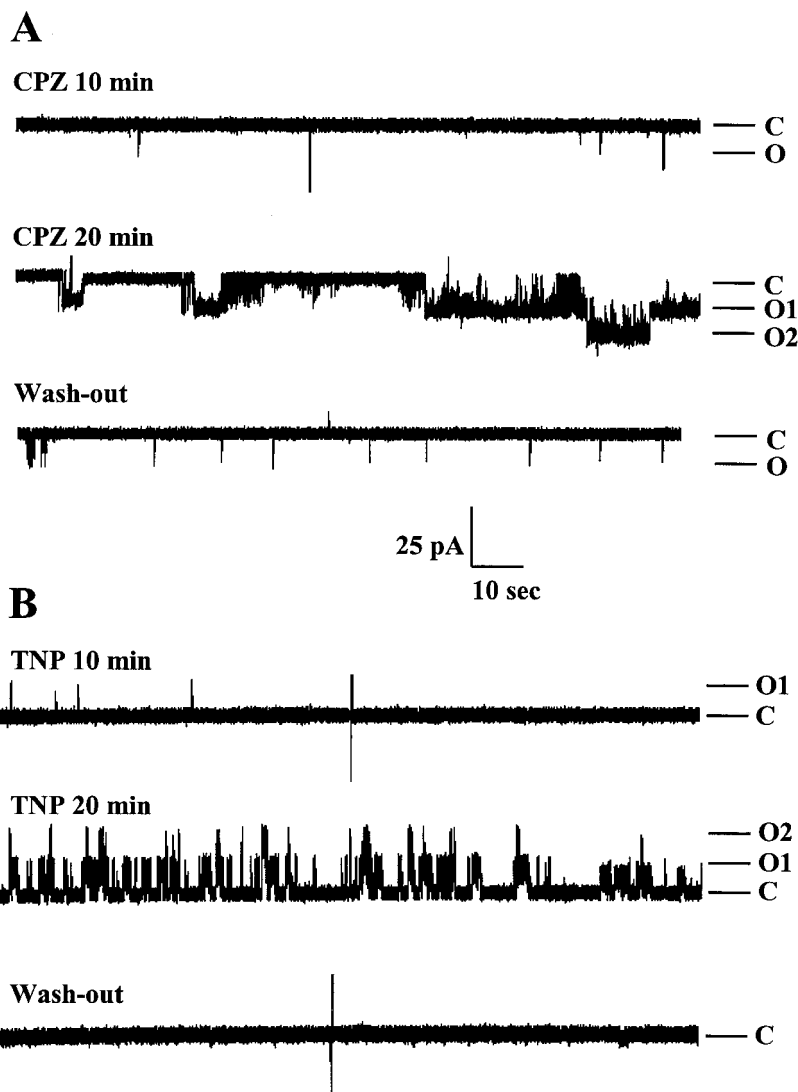 A
CPZ 10 min
C
O
CPZ 20 min
C
O1
O2
Wash-out
C
O
25 pA
10 sec
B
TNP 10 min
O1
C
TNP 20 min
O2
O1
C
Wash-out
C